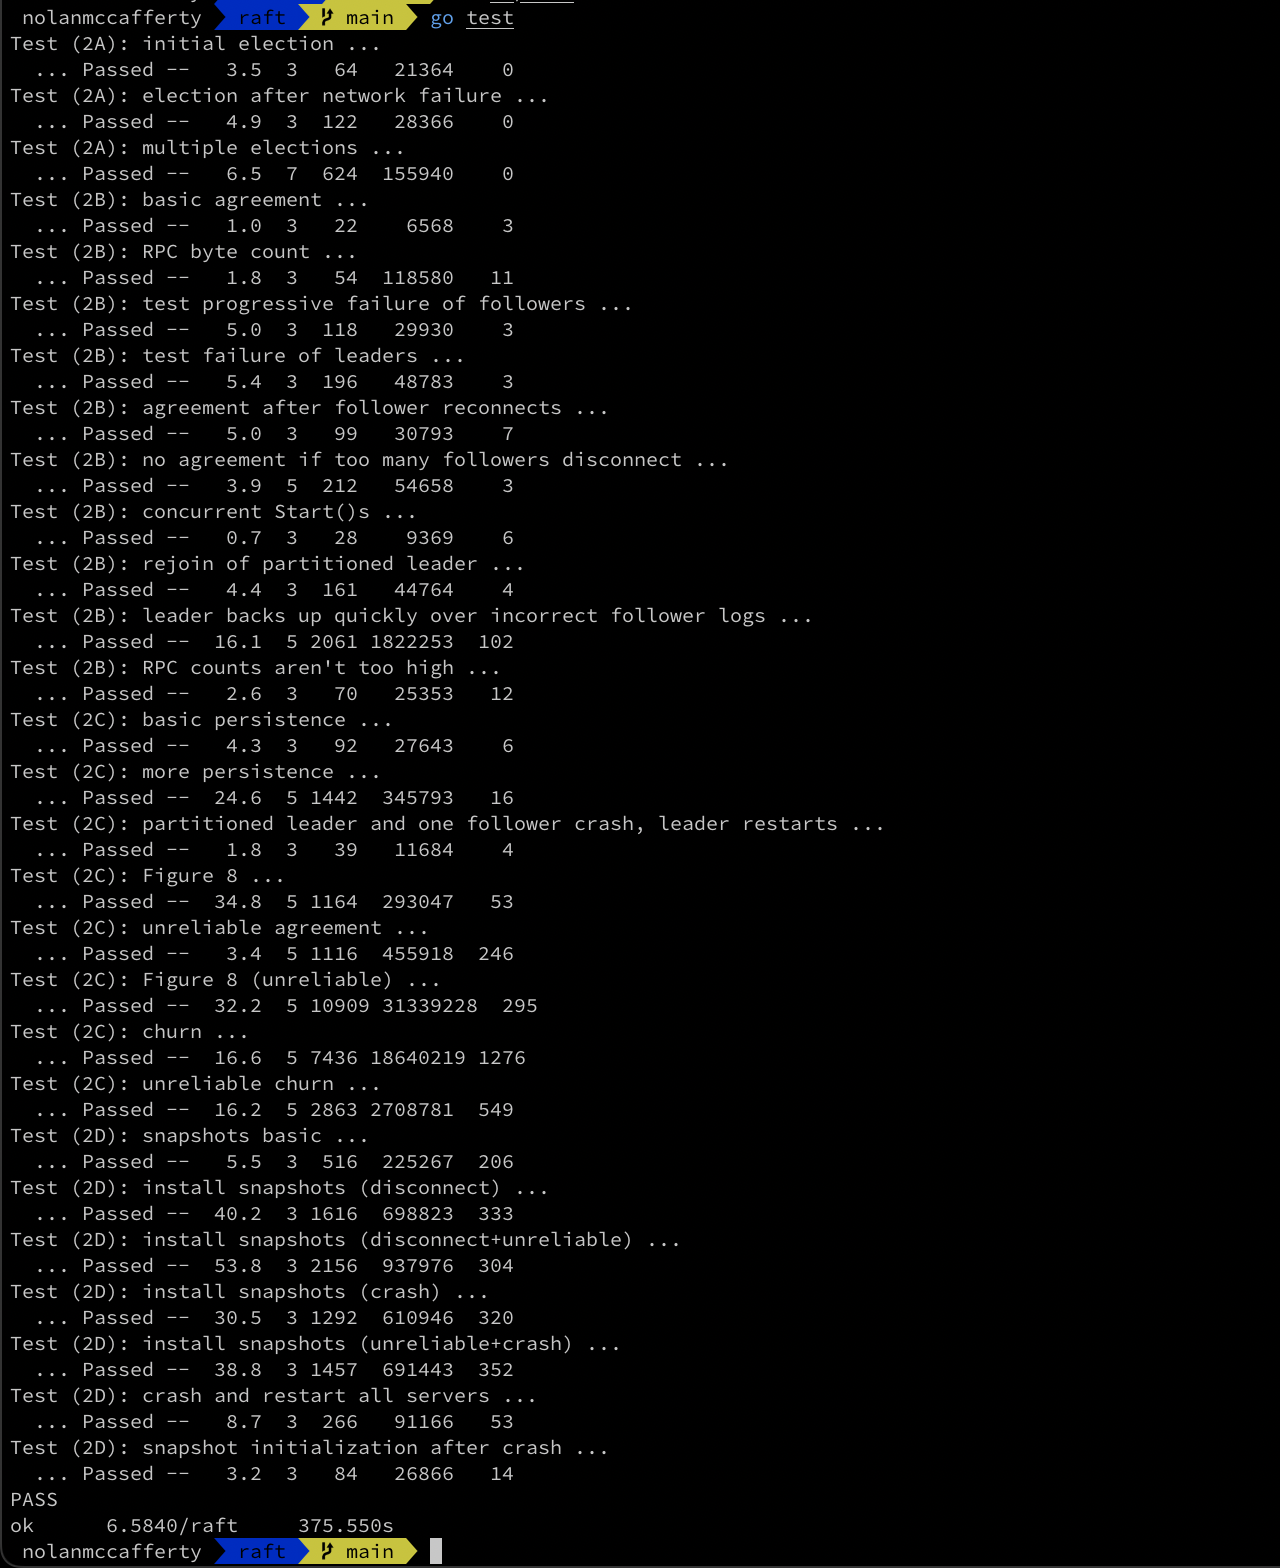 nolanmccafferty raft main go test
Test (2A): initial election ...
  ... Passed --   3.5  3   64   21364    0
Test (2A): election after network failure ...
  ... Passed --   4.9  3  122   28366    0
Test (2A): multiple elections ...
  ... Passed --   6.5  7  624  155940    0
Test (2B): basic agreement ...
  ... Passed --   1.0  3   22    6568    3
Test (2B): RPC byte count ...
  ... Passed --   1.8  3   54  118580   11
Test (2B): test progressive failure of followers ...
  ... Passed --   5.0  3  118   29930    3
Test (2B): test failure of leaders ...
  ... Passed --   5.4  3  196   48783    3
Test (2B): agreement after follower reconnects ...
  ... Passed --   5.0  3   99   30793    7
Test (2B): no agreement if too many followers disconnect ...
  ... Passed --   3.9  5  212   54658    3
Test (2B): concurrent Start()s ...
  ... Passed --   0.7  3   28    9369    6
Test (2B): rejoin of partitioned leader ...
  ... Passed --   4.4  3  161   44764    4
Test (2B): leader backs up quickly over incorrect follower logs ...
  ... Passed --  16.1  5 2061 1822253  102
Test (2B): RPC counts aren't too high ...
  ... Passed --   2.6  3   70   25353   12
Test (2C): basic persistence ...
  ... Passed --   4.3  3   92   27643    6
Test (2C): more persistence ...
  ... Passed --  24.6  5 1442  345793   16
Test (2C): partitioned leader and one follower crash, leader restarts ...
  ... Passed --   1.8  3   39   11684    4
Test (2C): Figure 8 ...
  ... Passed --  34.8  5 1164  293047   53
Test (2C): unreliable agreement ...
  ... Passed --   3.4  5 1116  455918  246
Test (2C): Figure 8 (unreliable) ...
  ... Passed --  32.2  5 10909 31339228  295
Test (2C): churn ...
  ... Passed --  16.6  5 7436 18640219 1276
Test (2C): unreliable churn ...
  ... Passed --  16.2  5 2863 2708781  549
Test (2D): snapshots basic ...
  ... Passed --   5.5  3  516  225267  206
Test (2D): install snapshots (disconnect) ...
  ... Passed --  40.2  3 1616  698823  333
Test (2D): install snapshots (disconnect+unreliable) ...
  ... Passed --  53.8  3 2156  937976  304
Test (2D): install snapshots (crash) ...
  ... Passed --  30.5  3 1292  610946  320
Test (2D): install snapshots (unreliable+crash) ...
  ... Passed --  38.8  3 1457  691443  352
Test (2D): crash and restart all servers ...
  ... Passed --   8.7  3  266   91166   53
Test (2D): snapshot initialization after crash ...
  ... Passed --   3.2  3   84   26866   14
PASS
ok      6.5840/raft     375.550s
nolanmccafferty raft main